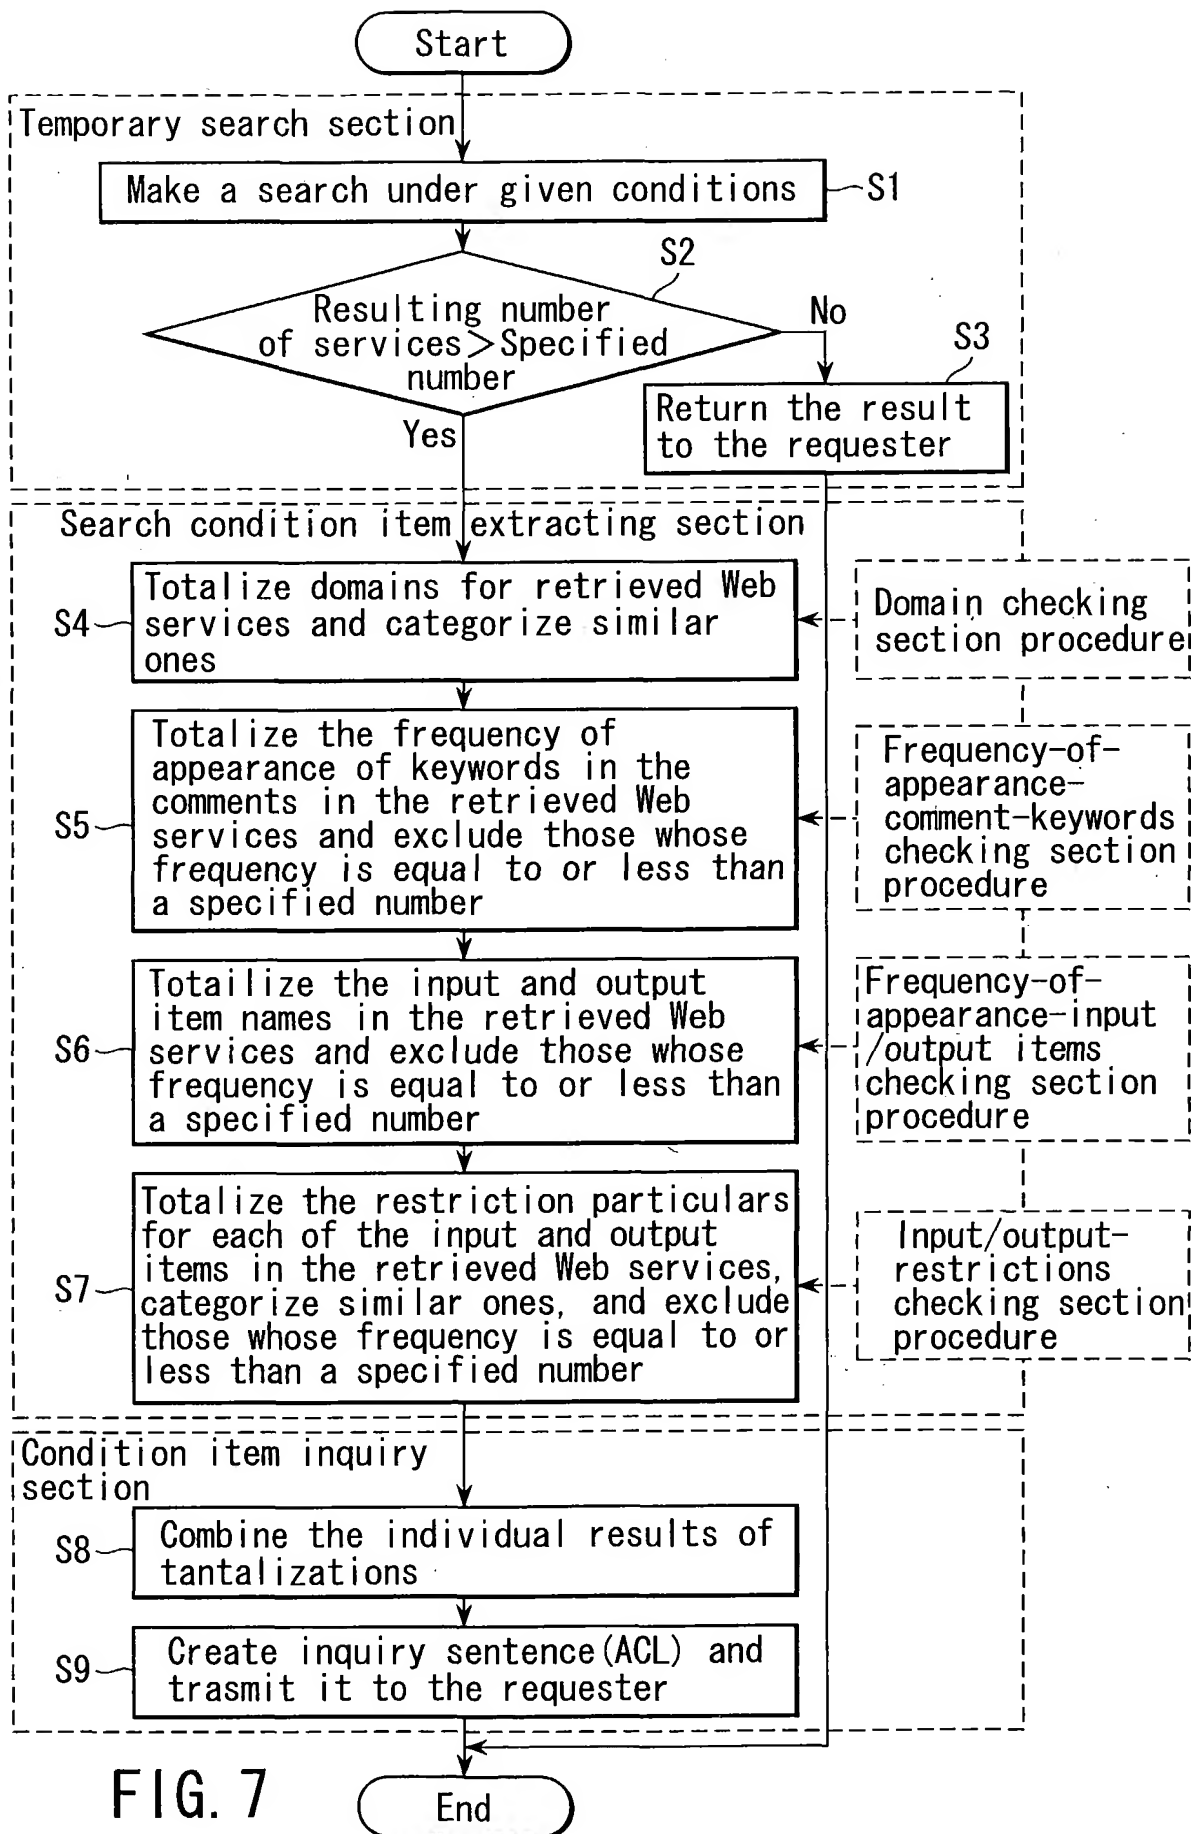 Start
Temporary search section
Make a search under given conditions
S1
S2
Resulting number
of services>Specified
number
No
Yes
S3
Return the result
to the requester
Search condition item extracting section
S4
Totalize domains for retrieved Web
services and categorize similar
ones
Domain checking
section procedure
S5
Totalize the frequency of
appearance of keywords in the
comments in the retrieved Web
services and exclude those whose
frequency is equal to or less than
a specified number
Frequency-of-
appearance-
comment-keywords
checking section
procedure
S6
Totailize the input and output
item names in the retrieved Web
services and exclude those whose
frequency is equal to or less than
a specified number
Frequency-of-
appearance-input
/output items
checking section
procedure
S7
Totalize the restriction particulars
for each of the input and output
items in the retrieved Web services,
categorize similar ones, and exclude
those whose frequency is equal to or
less than a specified number
Input/output-
restrictions
checking section
procedure
Condition item inquiry
section
S8
Combine the individual results of
tantalizations
S9
Create inquiry sentence(ACL) and
trasmit it to the requester
End
FIG. 7